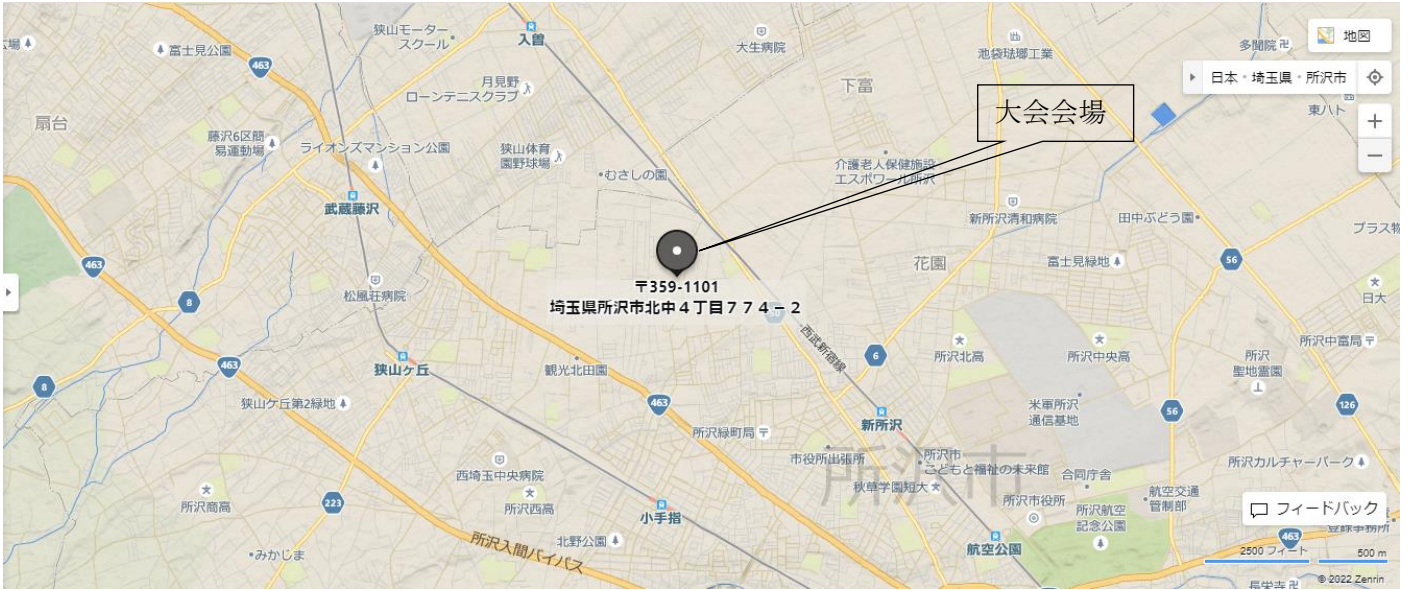 狭山モーター
スクール
入曽
大生病院
池袋琺瑯工業
多聞院
地図
富士見公園
463
月見野
ローンテニスクラブ
下富
日本・埼玉県・所沢市
大会会場
東ハト
扇台
藤沢6区簡
易運動場
ライオンズマンション公園
狭山体育
園野球場
むさしの園
介護老人保健施設
エスポワール所沢
武蔵藤沢
新所沢清和病院
田中ぶどう園
プラス物
463
松風荘病院
8
〒359-1101
埼玉県所沢市北中4丁目774-2
花園
富士見緑地
56
日大
西武新宿線
6
所沢北高
所沢中央高
所沢
聖地霊園
所沢中富局
463
狭山ヶ丘
観光北田園
8
狭山ケ丘第2緑地
463
新所沢
米軍所沢
通信基地
56
126
所沢緑町局
所沢市
市役所出張所
所沢市
こどもと福祉の未来館
合同庁舎
所沢カルチャーパーク
西埼玉中央病院
秋草学園短大
所沢商高
223
所沢西高
小手指
所沢市役所
所沢航空
記念公園
航空交通
管制部
フィードバック
みかじま
所沢入間バイパス
北野公園
航空公園
463
登録事務所
2500 フィート
500 m
長栄寺
© 2022 Zenrin